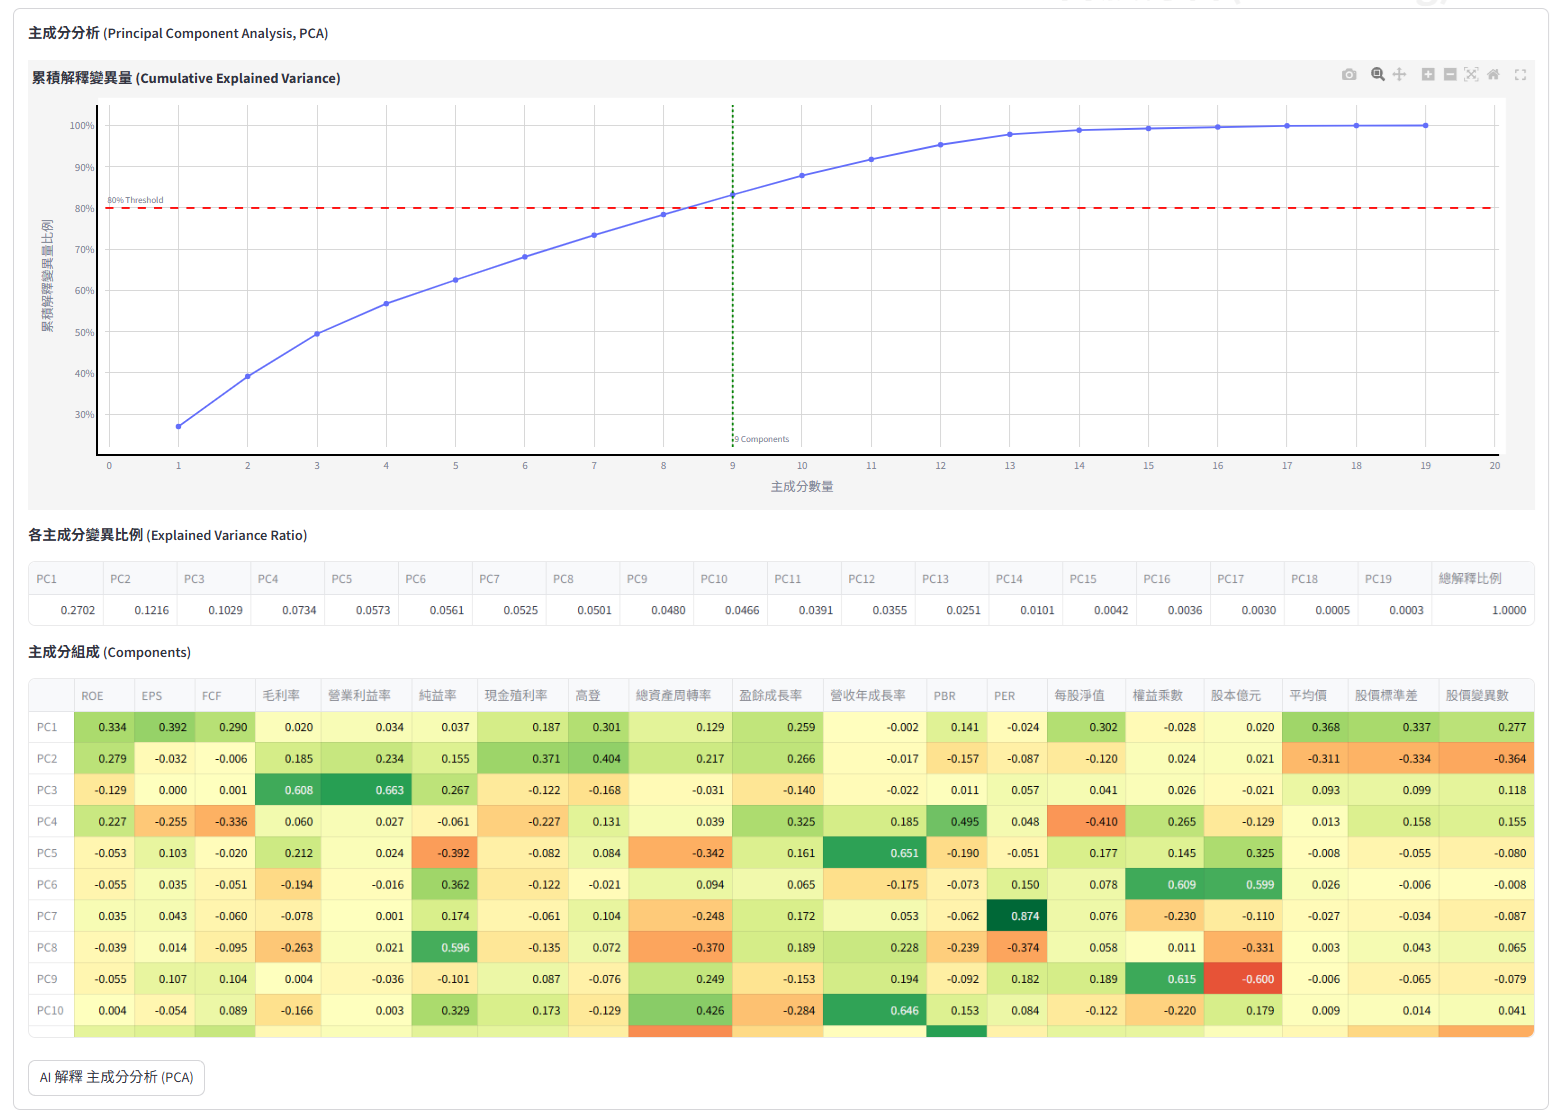 主成分分析 (Principal Component Analysis, PCA)
累積解釋變異量 (Cumulative Explained Variance)
100%
90%
80% Threshold
80%
70%
60%
50%
40%
30%
累積解釋變異量比例
9 Components
0 1 2 3 4 5 6 7 8 9 10 11 12 13 14 15 16 17 18 19 20
主成分數量
各主成分變異比例 (Explained Variance Ratio)
PC1 PC2 PC3 PC4 PC5 PC6 PC7 PC8 PC9 PC10 PC11 PC12 PC13 PC14 PC15 PC16 PC17 PC18 PC19 總解釋比例
0.2702 0.1216 0.1029 0.0734 0.0573 0.0561 0.0525 0.0501 0.0480 0.0466 0.0391 0.0355 0.0251 0.0101 0.0042 0.0036 0.0030 0.0005 0.0003 1.0000
主成分組成 (Components)
ROE EPS FCF 毛利率 營業利益率 純益率 現金殖利率 高登 總資產周轉率 盈餘成長率 營收年成長率 PBR PER 每股淨值 權益乘數 股本億元 平均價 股價標準差 股價變異數
PC1 0.334 0.392 0.290 0.020 0.034 0.037 0.187 0.301 0.129 0.259 -0.002 0.141 -0.024 0.302 -0.028 0.020 0.368 0.337 0.277
PC2 0.279 -0.032 -0.006 0.185 0.234 0.155 0.371 0.404 0.217 0.266 -0.017 -0.157 -0.087 -0.120 0.024 0.021 -0.311 -0.334 -0.364
PC3 -0.129 0.000 0.001 0.608 0.663 0.267 -0.122 -0.168 -0.031 -0.140 -0.022 0.011 0.057 0.041 0.026 -0.021 0.093 0.099 0.118
PC4 0.227 -0.255 -0.336 0.060 0.027 -0.061 -0.227 0.131 0.039 0.325 0.185 0.495 0.048 -0.410 0.265 -0.129 0.013 0.158 0.155
PC5 -0.053 0.103 -0.020 0.212 0.024 -0.392 -0.082 0.084 -0.342 0.161 0.651 -0.190 -0.051 0.177 0.145 0.325 -0.008 -0.055 -0.080
PC6 -0.055 0.035 -0.051 -0.194 -0.016 0.362 -0.122 -0.021 0.094 0.065 -0.175 -0.073 0.150 0.078 0.609 0.599 0.026 -0.006 -0.008
PC7 0.035 0.043 -0.060 -0.078 0.001 0.174 -0.061 0.104 -0.248 0.172 0.053 -0.062 0.874 0.076 -0.230 -0.110 -0.027 -0.034 -0.087
PC8 -0.039 0.014 -0.095 -0.263 0.021 0.596 -0.135 0.072 -0.370 0.189 0.228 -0.239 -0.374 0.058 0.011 -0.331 0.003 0.043 0.065
PC9 -0.055 0.107 0.104 0.004 -0.036 -0.101 0.087 -0.076 0.249 -0.153 0.194 -0.092 0.182 0.189 0.615 -0.600 -0.006 -0.065 -0.079
PC10 0.004 -0.054 0.089 -0.166 0.003 0.329 0.173 -0.129 0.426 -0.284 0.646 0.153 0.084 -0.122 -0.220 0.179 0.009 0.014 0.041
AI 解釋 主成分分析 (PCA)